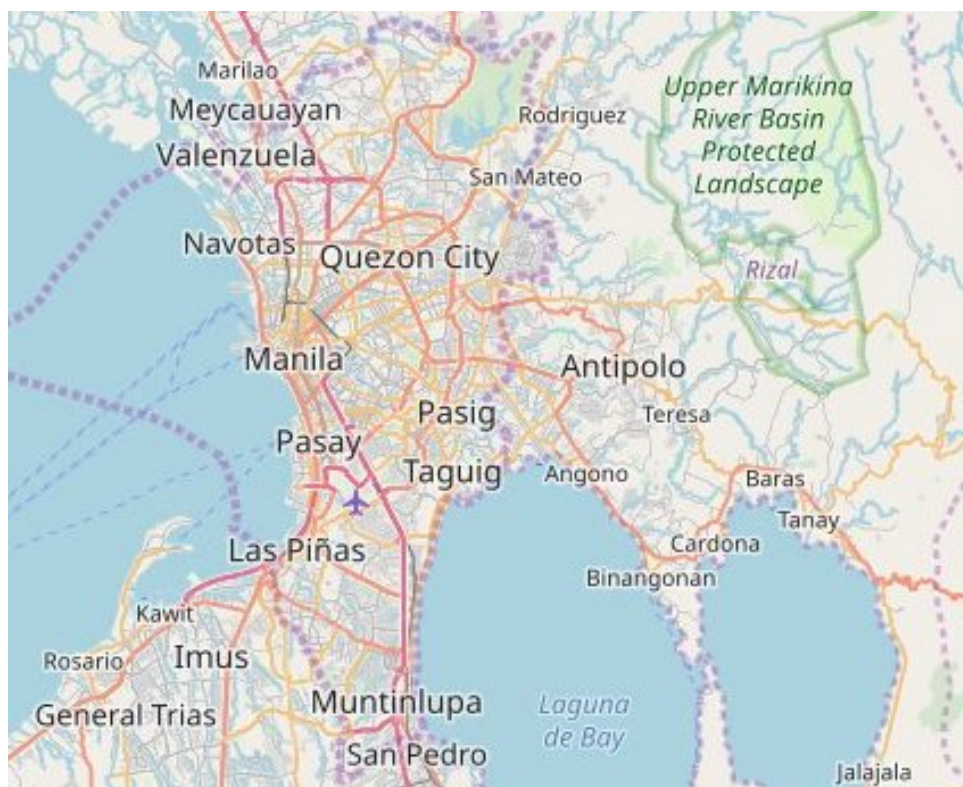 Marilao
Meycauayan
Valenzuela
Rodriguez
San Mateo
Upper Marikina
River Basin
Protected
Landscape
Navotas
Quezon City
Rizal
Manila
Antipolo
Pasig
Teresa
Pasay
Taguig
Angono
Baras
Tanay
Las Piñas
Cardona
Binangonan
Kawit
Rosario
Imus
General Trias
Muntinlupa
Laguna
de Bay
San Pedro
Jalajala